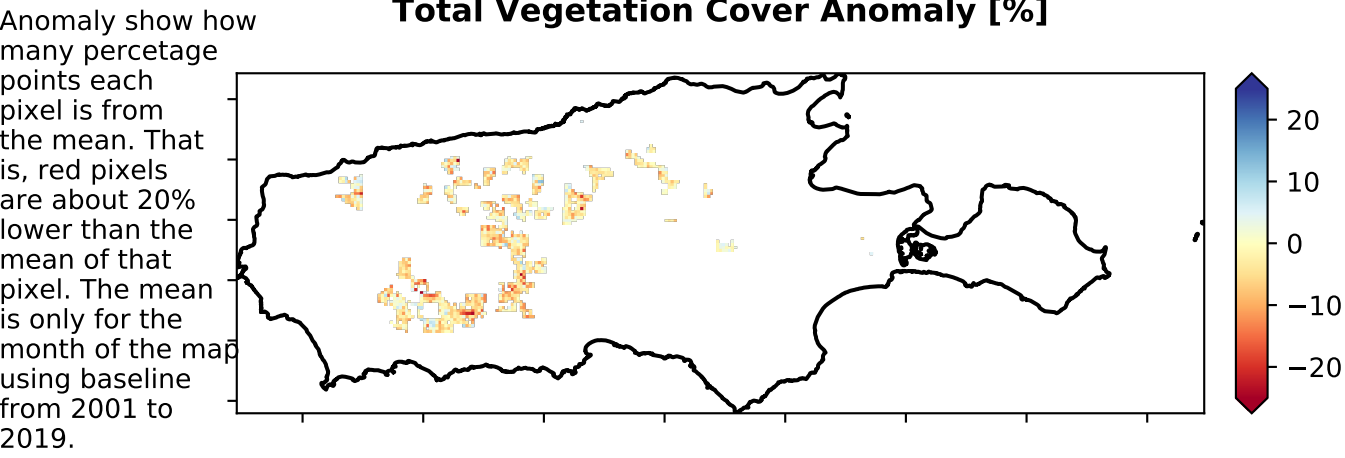 Total Vegetation Cover Anomaly [%]
Anomaly show how
many percetage
points each
pixel is from
the mean. That
is, red pixels
are about 20%
lower than the
mean of that
pixel. The mean
is only for the
month of the map
using baseline
from 2001 to
2019.
20
10
0
−10
−20